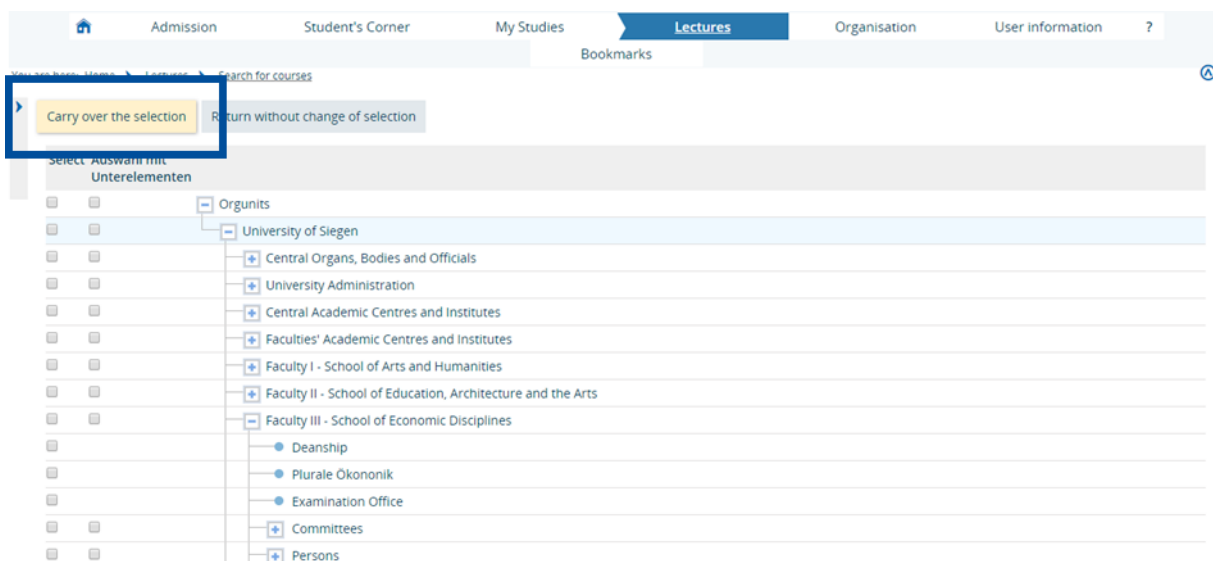 Admission Student's Corner My Studies Lectures Organisation User information ?
Bookmarks
You are here: Home Lectures Search for courses
Carry over the selection Return without change of selection
Select Auswahl mit
Unterelementen
Orgunits
University of Siegen
Central Organs, Bodies and Officials
University Administration
Central Academic Centres and Institutes
Faculties' Academic Centres and Institutes
Faculty I - School of Arts and Humanities
Faculty II - School of Education, Architecture and the Arts
Faculty III - School of Economic Disciplines
Deanship
Plurale Ökononik
Examination Office
Committees
Persons